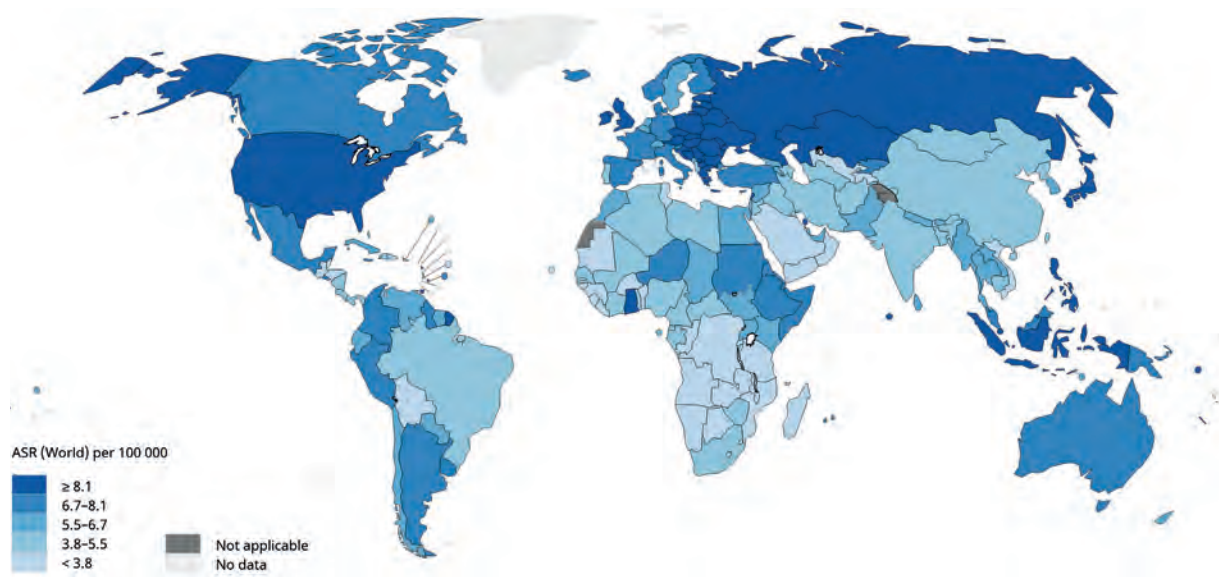 ASR (World) per 100 000
≥ 8.1
6.7–8.1
5.5–6.7
3.8–5.5
< 3.8
Not applicable
No data